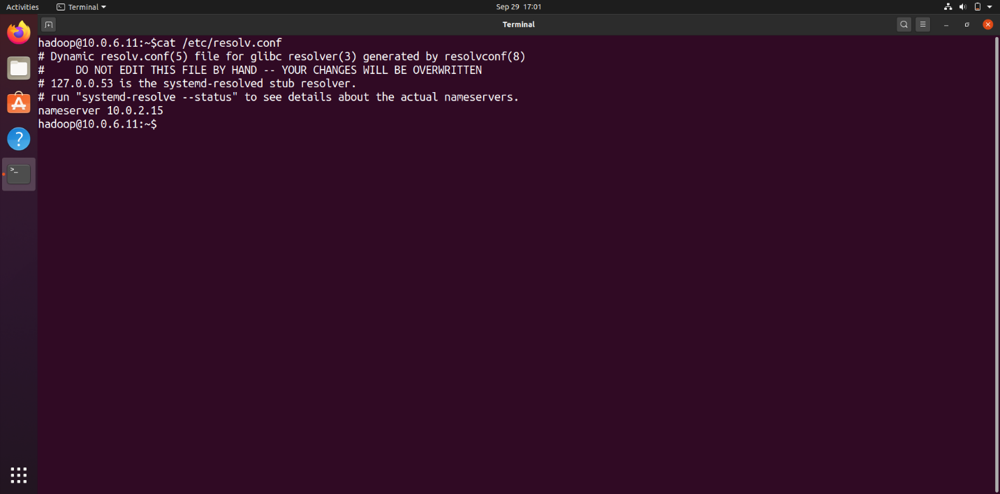 Activities Terminal Sep 29 17:01
Terminal
hadoop@10.0.6.11:~$cat /etc/resolv.conf
# Dynamic resolv.conf(5) file for glibc resolver(3) generated by resolvconf(8)
#     DO NOT EDIT THIS FILE BY HAND -- YOUR CHANGES WILL BE OVERWRITTEN
# 127.0.0.53 is the systemd-resolved stub resolver.
# run "systemd-resolve --status" to see details about the actual nameservers.
nameserver 10.0.2.15
hadoop@10.0.6.11:~$